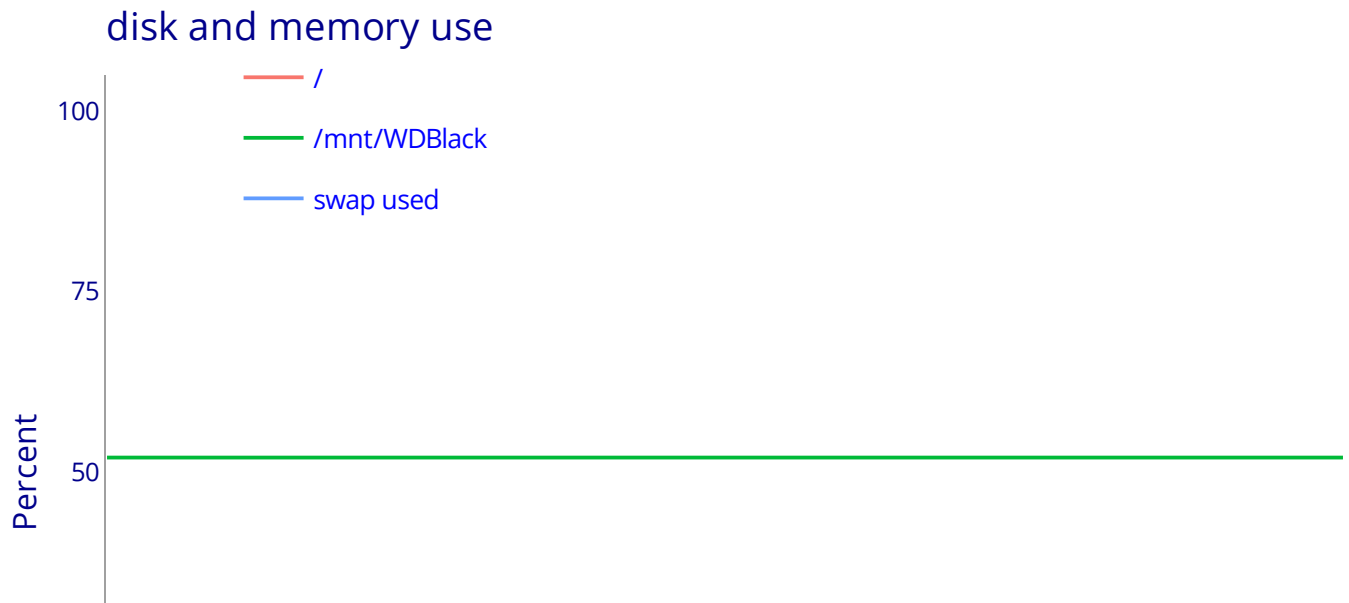 disk and memory use
/
100
/mnt/WDBlack
swap used
75
Percent
50